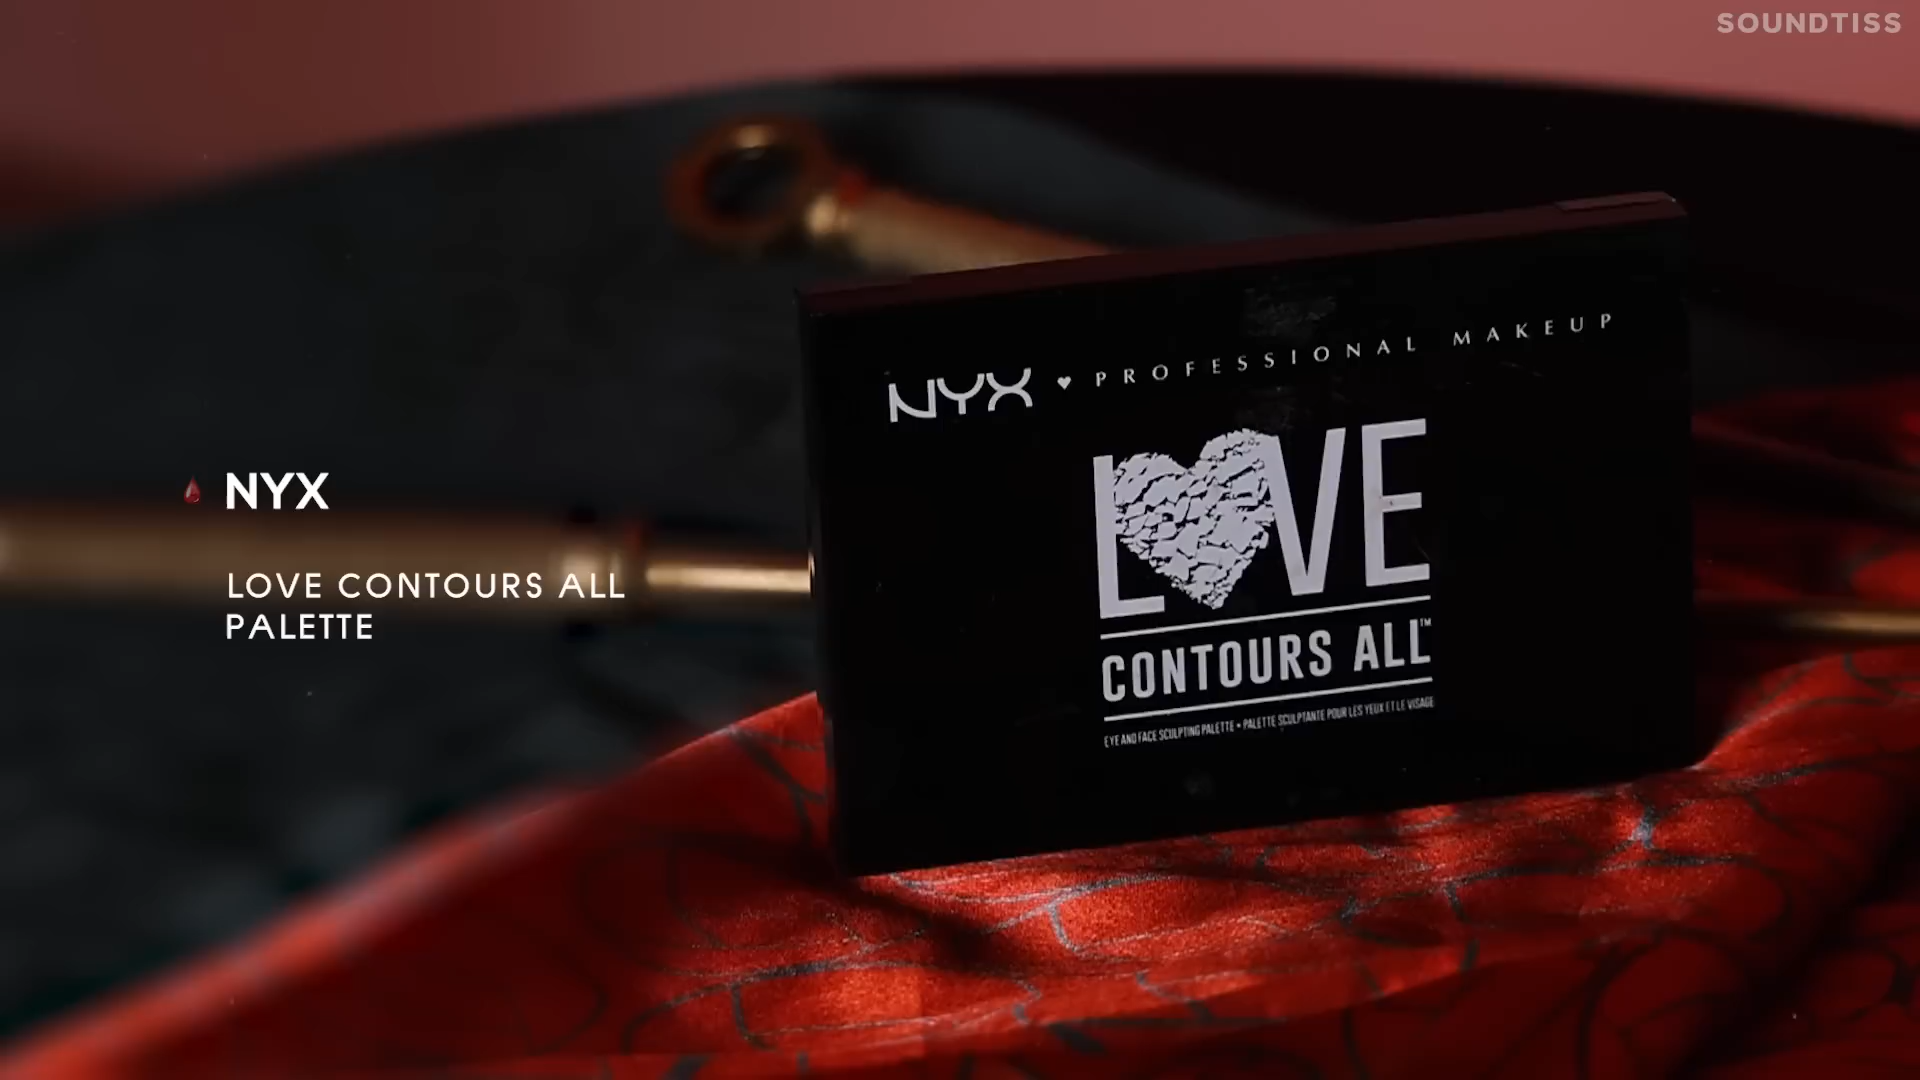 SOUNDTISS
NYX
LOVE CONTOURS ALL
PALETTE
NYX ♥ PROFESSIONAL MAKEUP
LOVE
CONTOURS ALL™
EYE AND FACE SCULPTING PALETTE • PALETTE SCULPTANTE POUR LES YEUX ET LE VISAGE